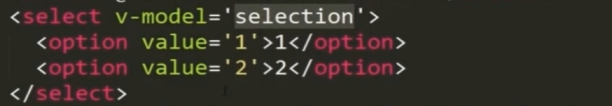 <select v-model='selection'>
<option value='1'>1</option>
<option value='2'>2</option>
</select>